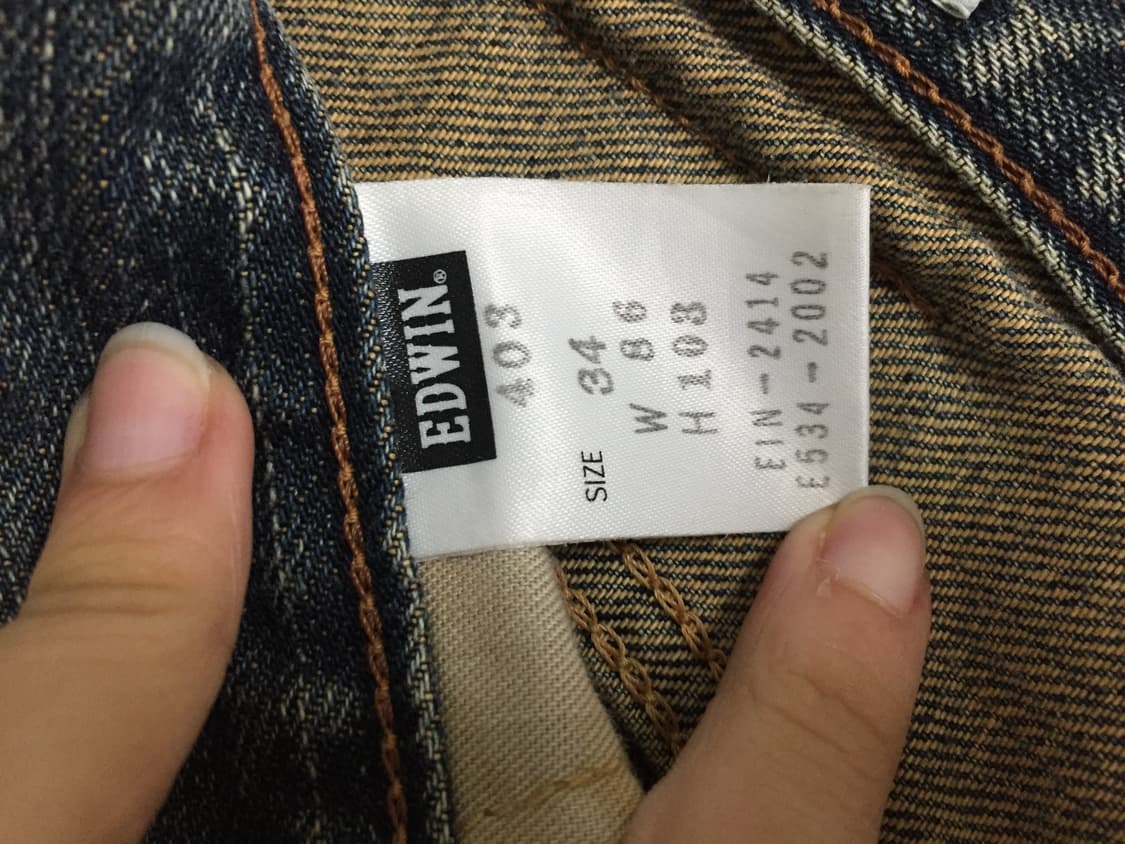 EDWIN®
403
SIZE 34
W 86
H 103
EIN-2414
E534-2002